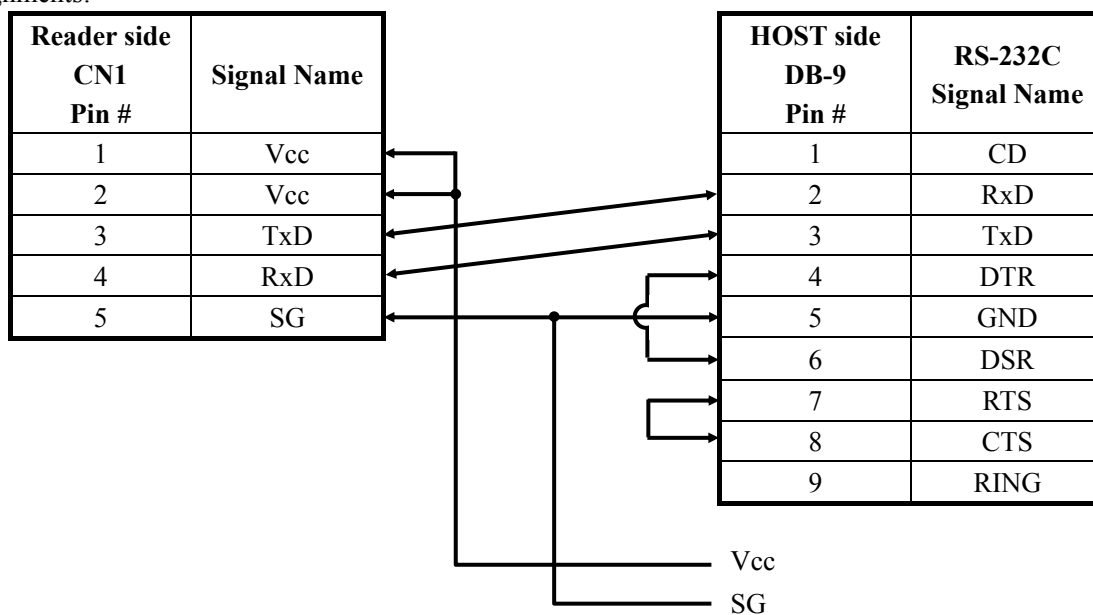 Reader side CN1 Pin # Signal Name
1 Vcc
2 Vcc
3 TxD
4 RxD
5 SG
HOST side DB-9 Pin # RS-232C Signal Name
1 CD
2 RxD
3 TxD
4 DTR
5 GND
6 DSR
7 RTS
8 CTS
9 RING
Vcc
SG